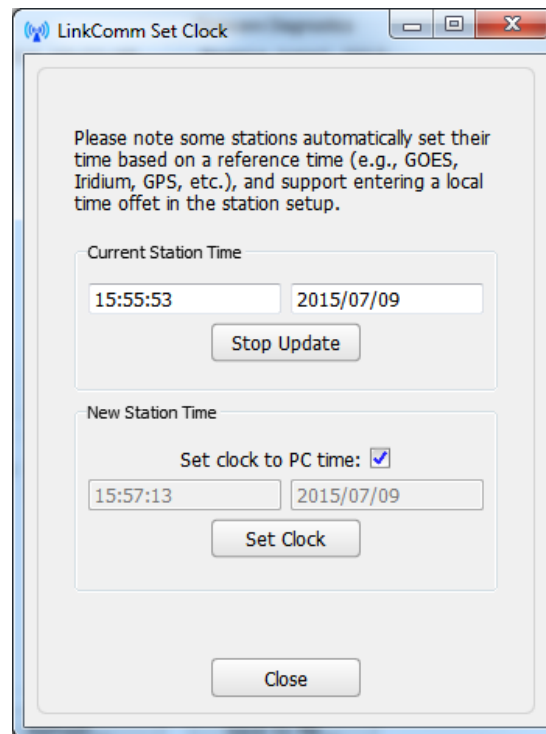 LinkComm Set Clock
Please note some stations automatically set their
time based on a reference time (e.g., GOES,
Iridium, GPS, etc.), and support entering a local
time offet in the station setup.
Current Station Time
15:55:53 2015/07/09
Stop Update
New Station Time
Set clock to PC time:
15:57:13 2015/07/09
Set Clock
Close